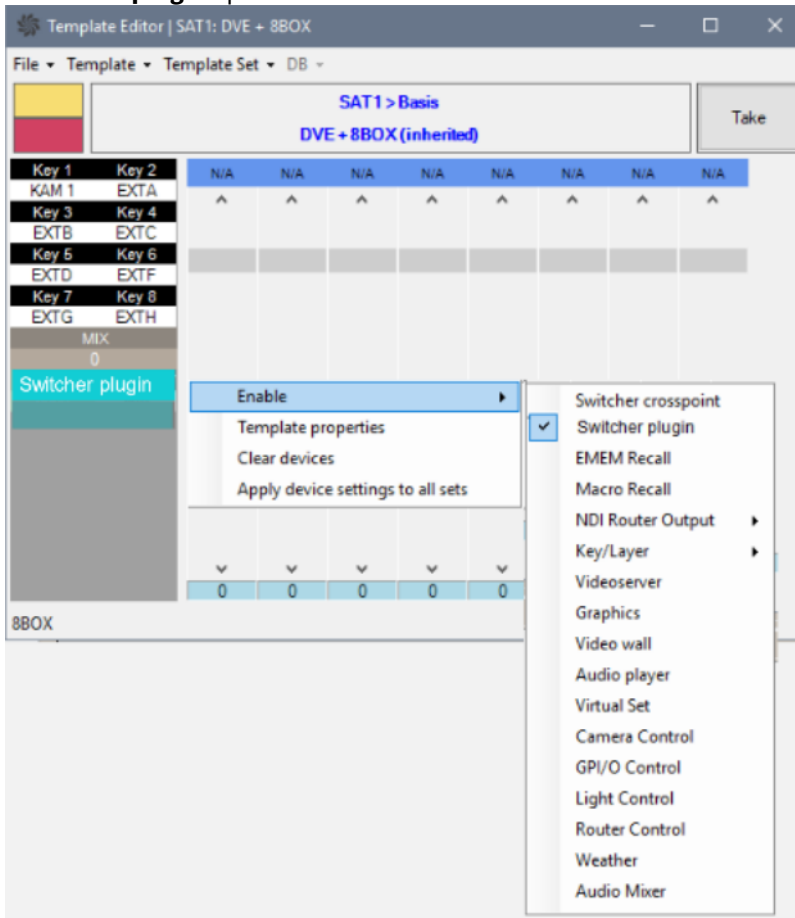 Template Editor | SAT1: DVE + 8BOX
File Template Template Set DB
SAT1 > Basis
DVE + 8BOX (inherited)
Take
Key 1 Key 2
KAM 1 EXTA
Key 3 Key 4
EXTB EXTC
Key 5 Key 6
EXTD EXTF
Key 7 Key 8
EXTG EXTH
MIX
0
Switcher plugin
N/A N/A N/A N/A N/A N/A N/A N/A
Enable
Template properties
Clear devices
Apply device settings to all sets
Switcher crosspoint
Switcher plugin
EMEM Recall
Macro Recall
NDI Router Output
Key/Layer
Videoserver
Graphics
Video wall
Audio player
Virtual Set
Camera Control
GPI/O Control
Light Control
Router Control
Weather
Audio Mixer
0 0 0 0 0
8BOX